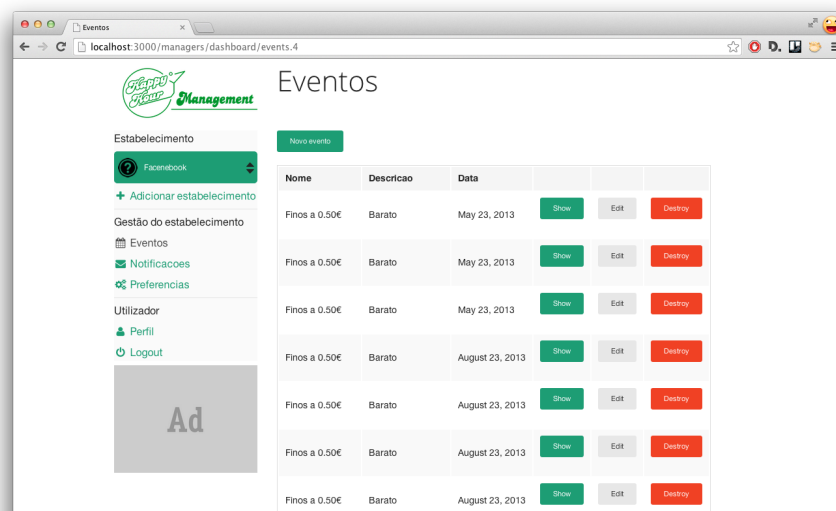 Eventos
localhost:3000/managers/dashboard/events.4
Happy Hour Management
Eventos
Estabelecimento
Facenebook
Adicionar estabelecimento
Gestão do estabelecimento
Eventos
Notificacoes
Preferencias
Utilizador
Perfil
Logout
Ad
Novo evento
Nome Descricao Data
Finos a 0.50€ Barato May 23, 2013 Show Edit Destroy
Finos a 0.50€ Barato May 23, 2013 Show Edit Destroy
Finos a 0.50€ Barato May 23, 2013 Show Edit Destroy
Finos a 0.50€ Barato August 23, 2013 Show Edit Destroy
Finos a 0.50€ Barato August 23, 2013 Show Edit Destroy
Finos a 0.50€ Barato August 23, 2013 Show Edit Destroy
Finos a 0.50€ Barato August 23, 2013 Show Edit Destroy